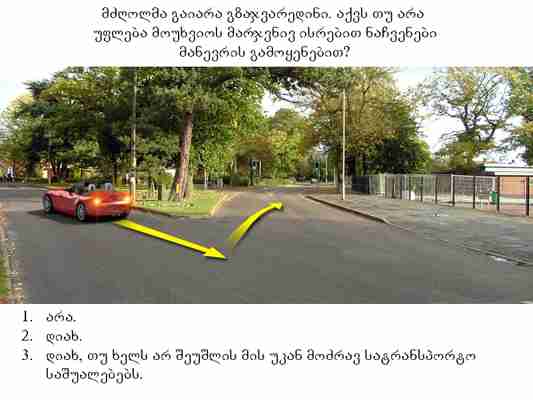 მძღოლმა გაიარა გზაჯვარედინი. აქვს თუ არა
უფლება მოუხვიოს მარჯვნივ ისრებით ნაჩვენები
მანევრის გამოყენებით?
1. არა.
2. დიახ.
3. დიახ, თუ ხელს არ შეუშლის მის უკან მოძრავ სატრანსპორტო
საშუალებებს.